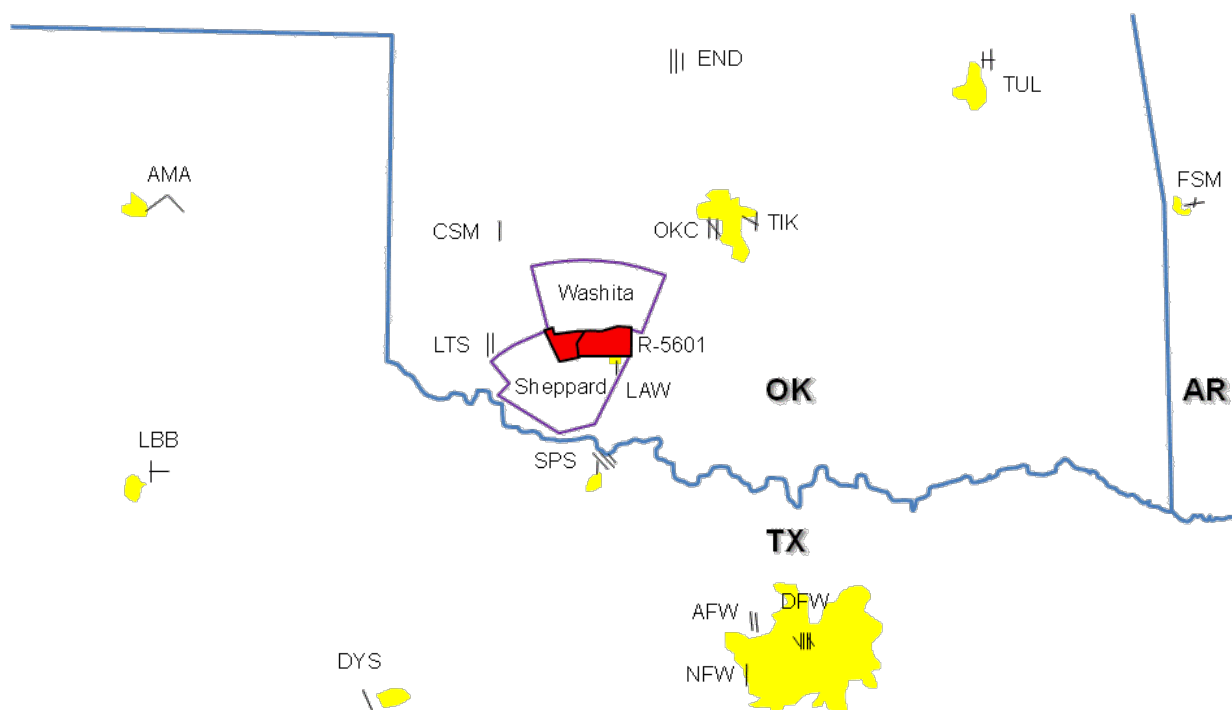 END
TUL
AMA
FSM
CSM
OKC
TIK
Washita
LTS
R-5601
Sheppard
LAW
OK
AR
LBB
SPS
TX
DFW
AFW
DYS
NFW